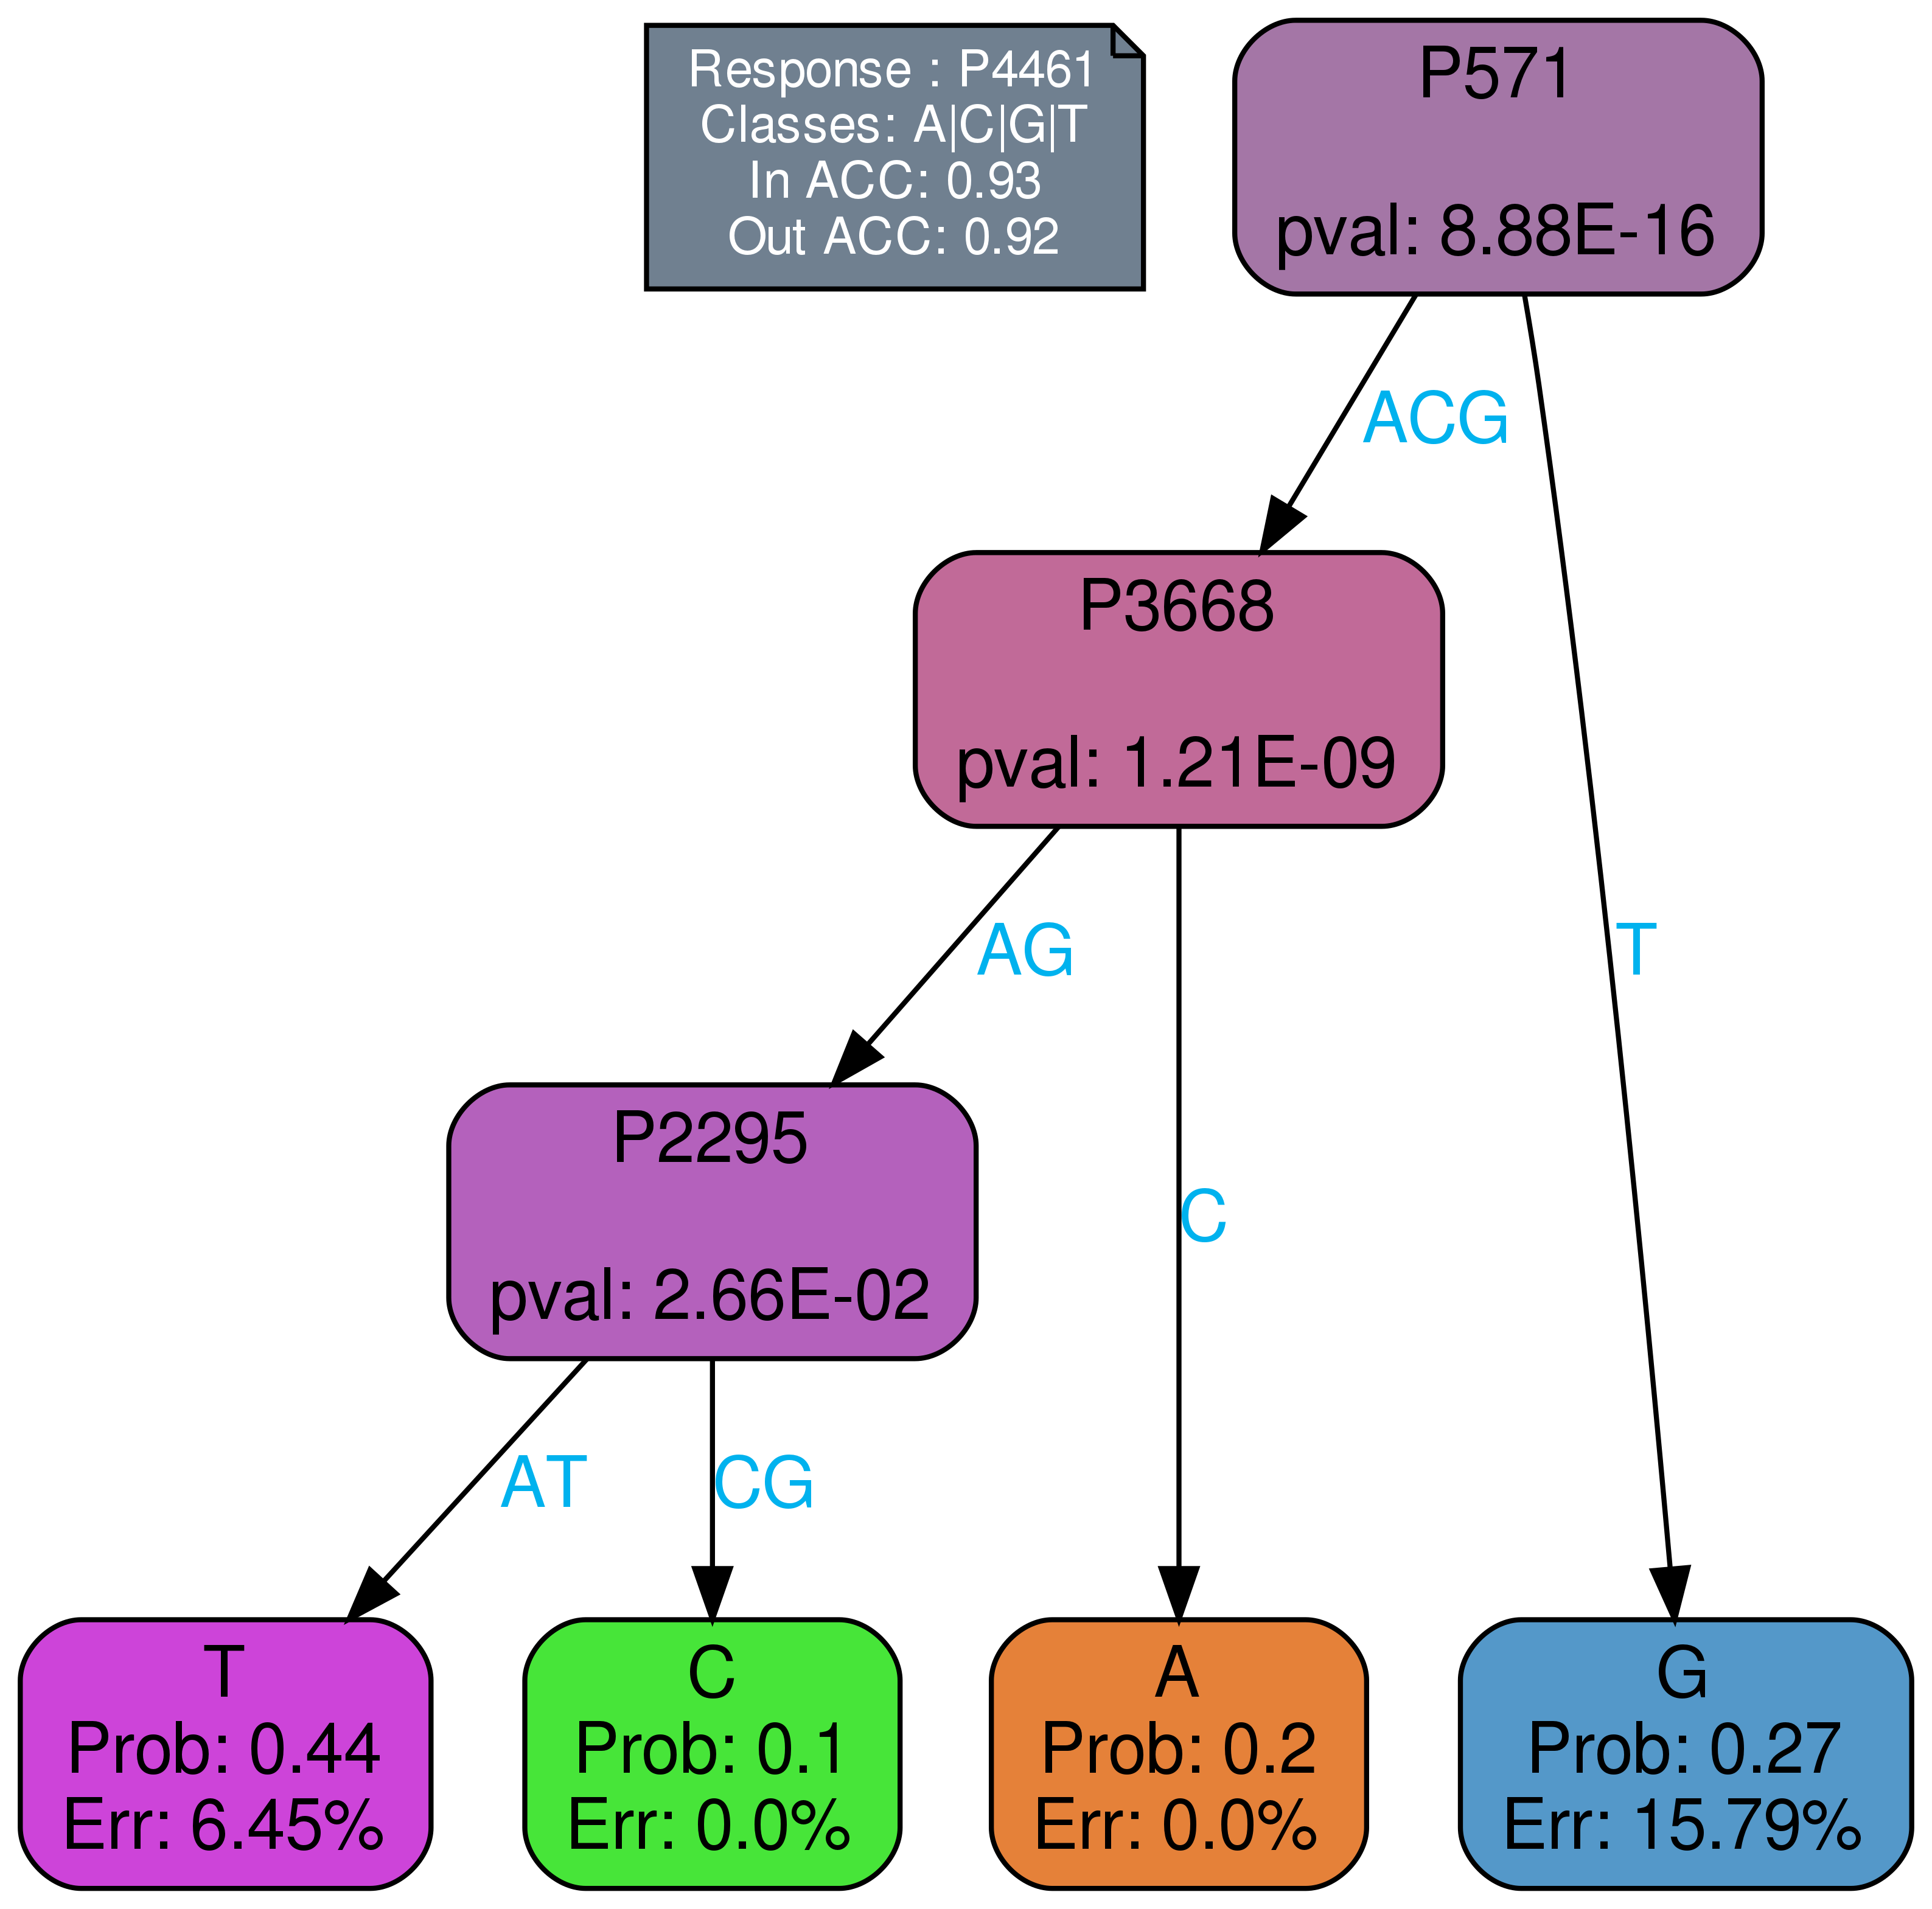 Response : P4461
Classes: A|C|G|T
In ACC: 0.93
Out ACC: 0.92
P571
pval: 8.88E-16
ACG
P3668
pval: 1.21E-09
AG
T
P2295
pval: 2.66E-02
C
AT
CG
T
Prob: 0.44
Err: 6.45%
C
Prob: 0.1
Err: 0.0%
A
Prob: 0.2
Err: 0.0%
G
Prob: 0.27
Err: 15.79%